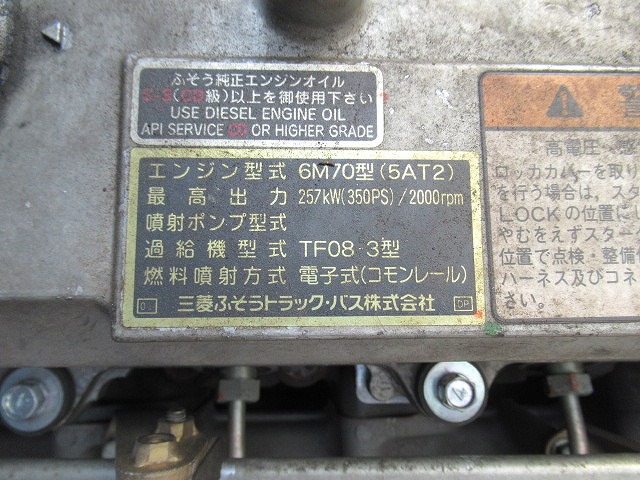 ふそう純正エンジンオイル
(CD級)以上を御使用下さい
USE DIESEL ENGINE OIL
API SERVICE CD OR HIGHER GRADE
エンジン型式 6M70型(5AT2)
最高出力 257kW(350PS)/2000rpm
噴射ポンプ型式
過給機型式 TF08-3型
燃料噴射方式 電子式(コモンレール)
三菱ふそうトラック・バス株式会社
DP
高電圧
ロッカカバーを取り
を行う場合は、ス
LOCKの位置に
やむをえずスター
位置で点検・整備
ハーネス及びコネ
さい。